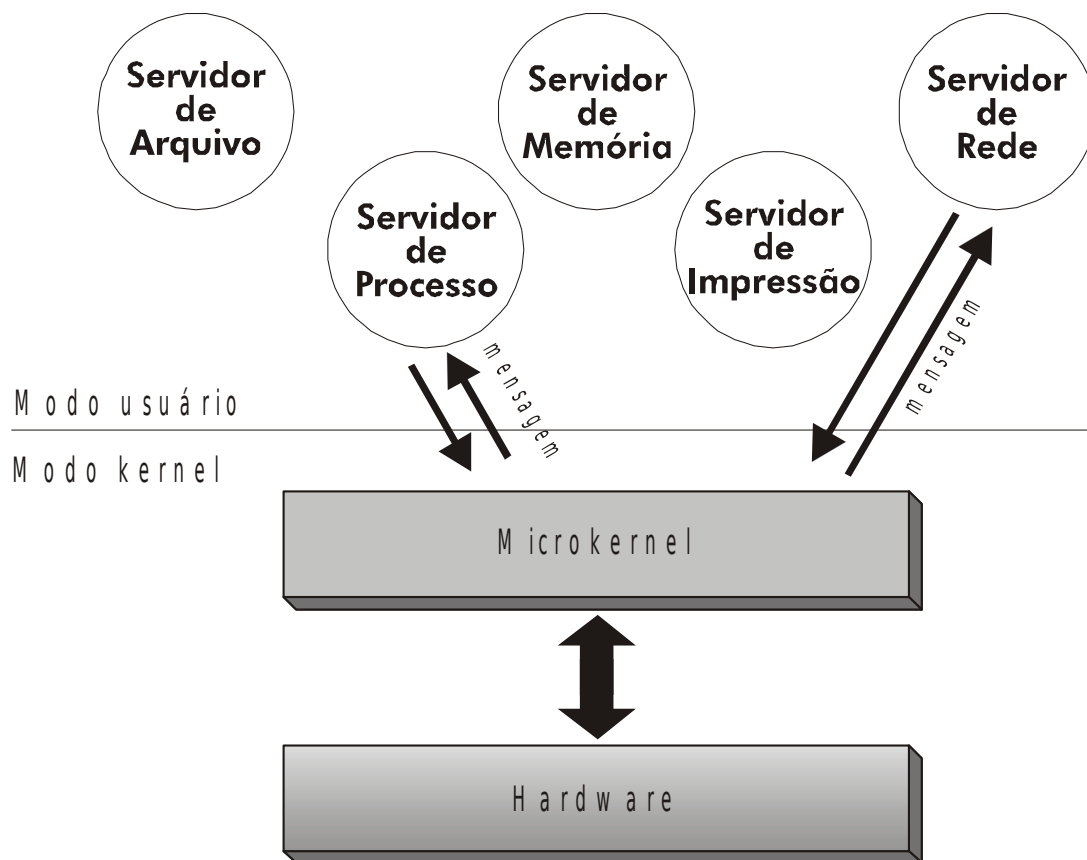 Servidor
de
Arquivo
Servidor
de
Memória
Servidor
de
Rede
Servidor
de
Processo
Servidor
de
Impressão
mensagem
mensagem
Modo usuário
Modo kernel
Microkernel
Hardware